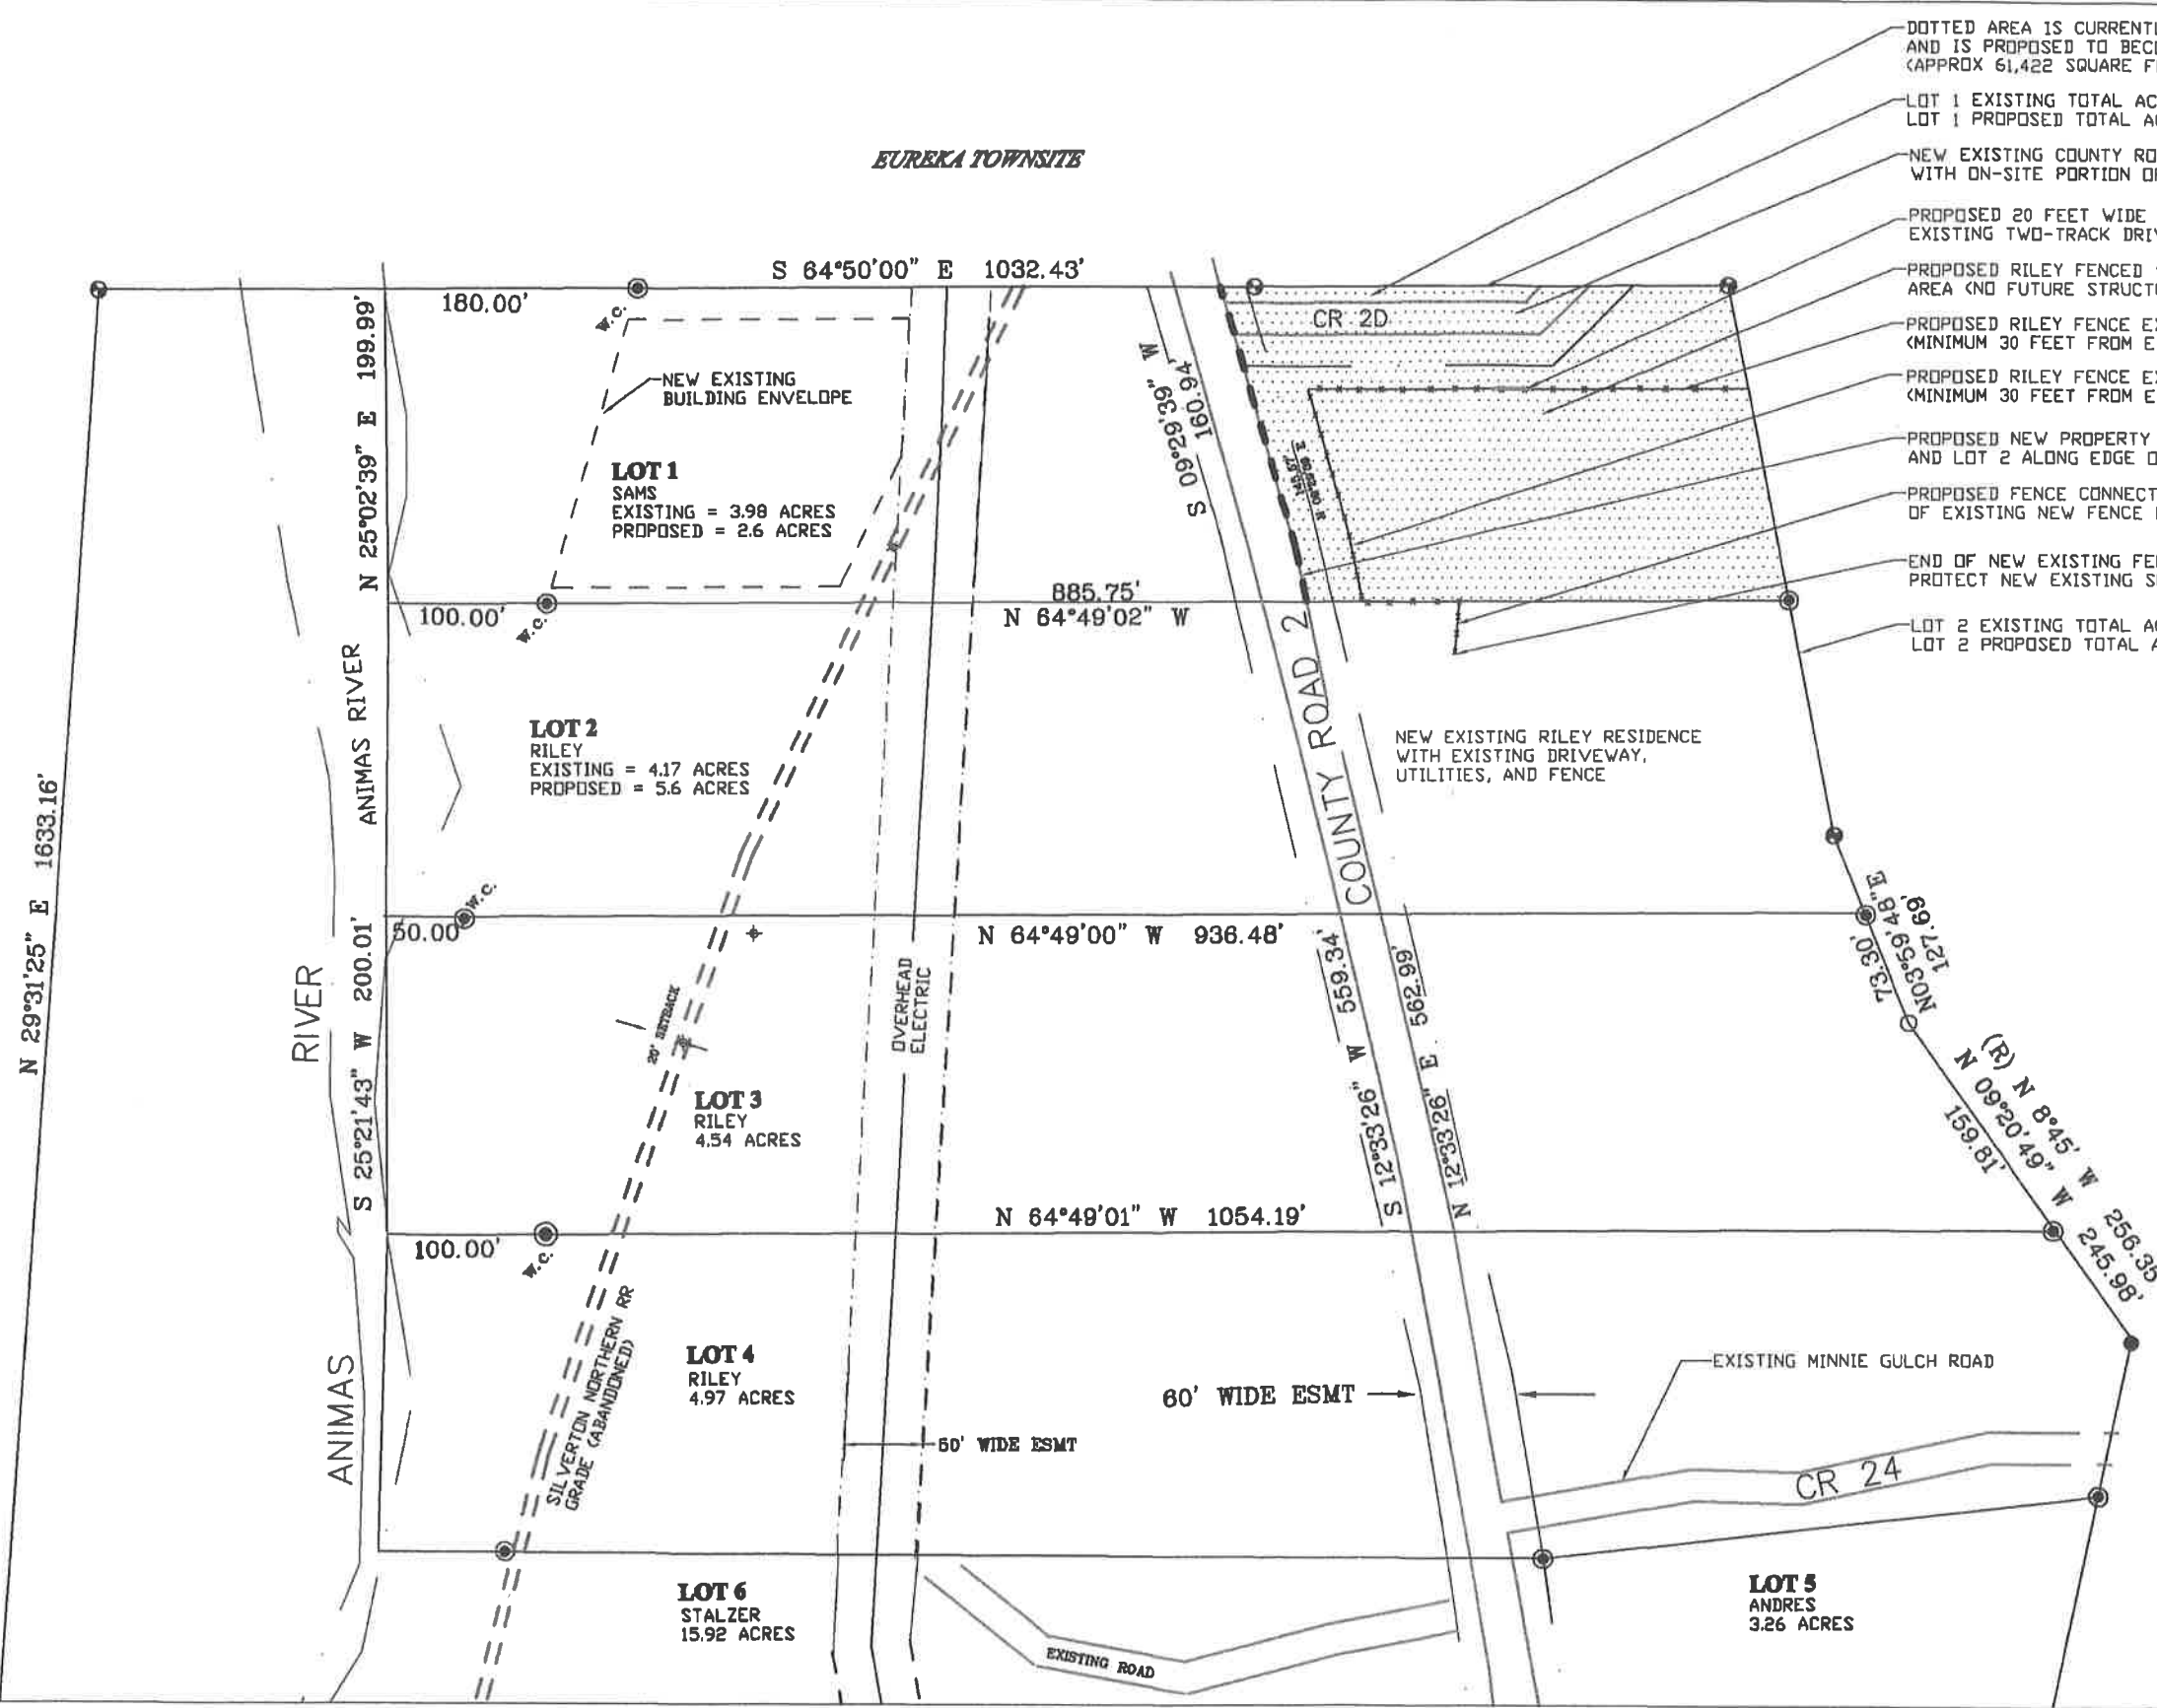 DOTTED AREA IS CURRENTL
AND IS PROPOSED TO BEC
(APPROX 61,422 SQUARE F
LOT 1 EXISTING TOTAL AC
LOT 1 PROPOSED TOTAL A
NEW EXISTING COUNTY RO
WITH ON-SITE PORTION O
PROPOSED 20 FEET WIDE
EXISTING TWO-TRACK DRI
PROPOSED RILEY FENCED
AREA (NO FUTURE STRUCT
PROPOSED RILEY FENCE E
(MINIMUM 30 FEET FROM E
PROPOSED RILEY FENCE E
(MINIMUM 30 FEET FROM E
PROPOSED NEW PROPERTY
AND LOT 2 ALONG EDGE O
PROPOSED FENCE CONNECT
OF EXISTING NEW FENCE
END OF NEW EXISTING FE
PROTECT NEW EXISTING S
LOT 2 EXISTING TOTAL A
LOT 2 PROPOSED TOTAL A
EUREKA TOWNSITE
S 64°50'00" E 1032.43'
180.00'
W.C.
N 25°02'39" E 199.99'
NEW EXISTING
BUILDING ENVELOPE
LOT 1
SAMS
EXISTING = 3.98 ACRES
PROPOSED = 2.6 ACRES
CR 2D
S 09°29'39" W
160.94'
100.00'
W.C.
885.75'
N 64°49'02" W
LOT 2
RILEY
EXISTING = 4.17 ACRES
PROPOSED = 5.6 ACRES
ANIMAS RIVER
COUNTY ROAD 2
NEW EXISTING RILEY RESIDENCE
WITH EXISTING DRIVEWAY,
UTILITIES, AND FENCE
N 29°31'25" E 1633.16'
50.00'
W.C.
N 64°49'00" W 936.48'
S 25°21'43" W 200.01'
ANIMAS RIVER
20' SETBACK
OVERHEAD
ELECTRIC
LOT 3
RILEY
4.54 ACRES
S 12°33'26" W 559.34'
N 12°33'26" E 562.99'
N03°59'48"E
127.69'
73.30'
(R) N 8°45' W 256.35
N 09°20'49" W 245.98'
159.81'
100.00'
W.C.
N 64°49'01" W 1054.19'
SILVERTON NORTHERN RR
GRADE (ABANDONED)
LOT 4
RILEY
4.97 ACRES
60' WIDE ESMT
EXISTING MINNIE GULCH ROAD
CR 24
LOT 6
STALZER
15.92 ACRES
EXISTING ROAD
LOT 5
ANDRES
3.26 ACRES